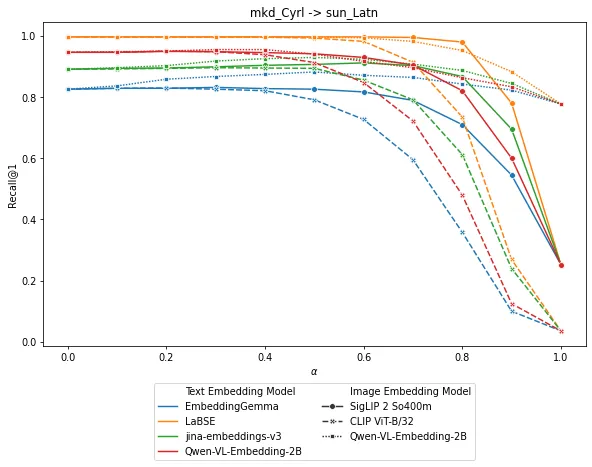 mkd_Cyrl -> sun_Latn
Recall@1
1.0
0.8
0.6
0.4
0.2
0.0
0.0 0.2 0.4 0.6 0.8 1.0
α
Text Embedding Model Image Embedding Model
EmbeddingGemma SigLIP 2 So400m
LaBSE CLIP ViT-B/32
jina-embeddings-v3 Qwen-VL-Embedding-2B
Qwen-VL-Embedding-2B